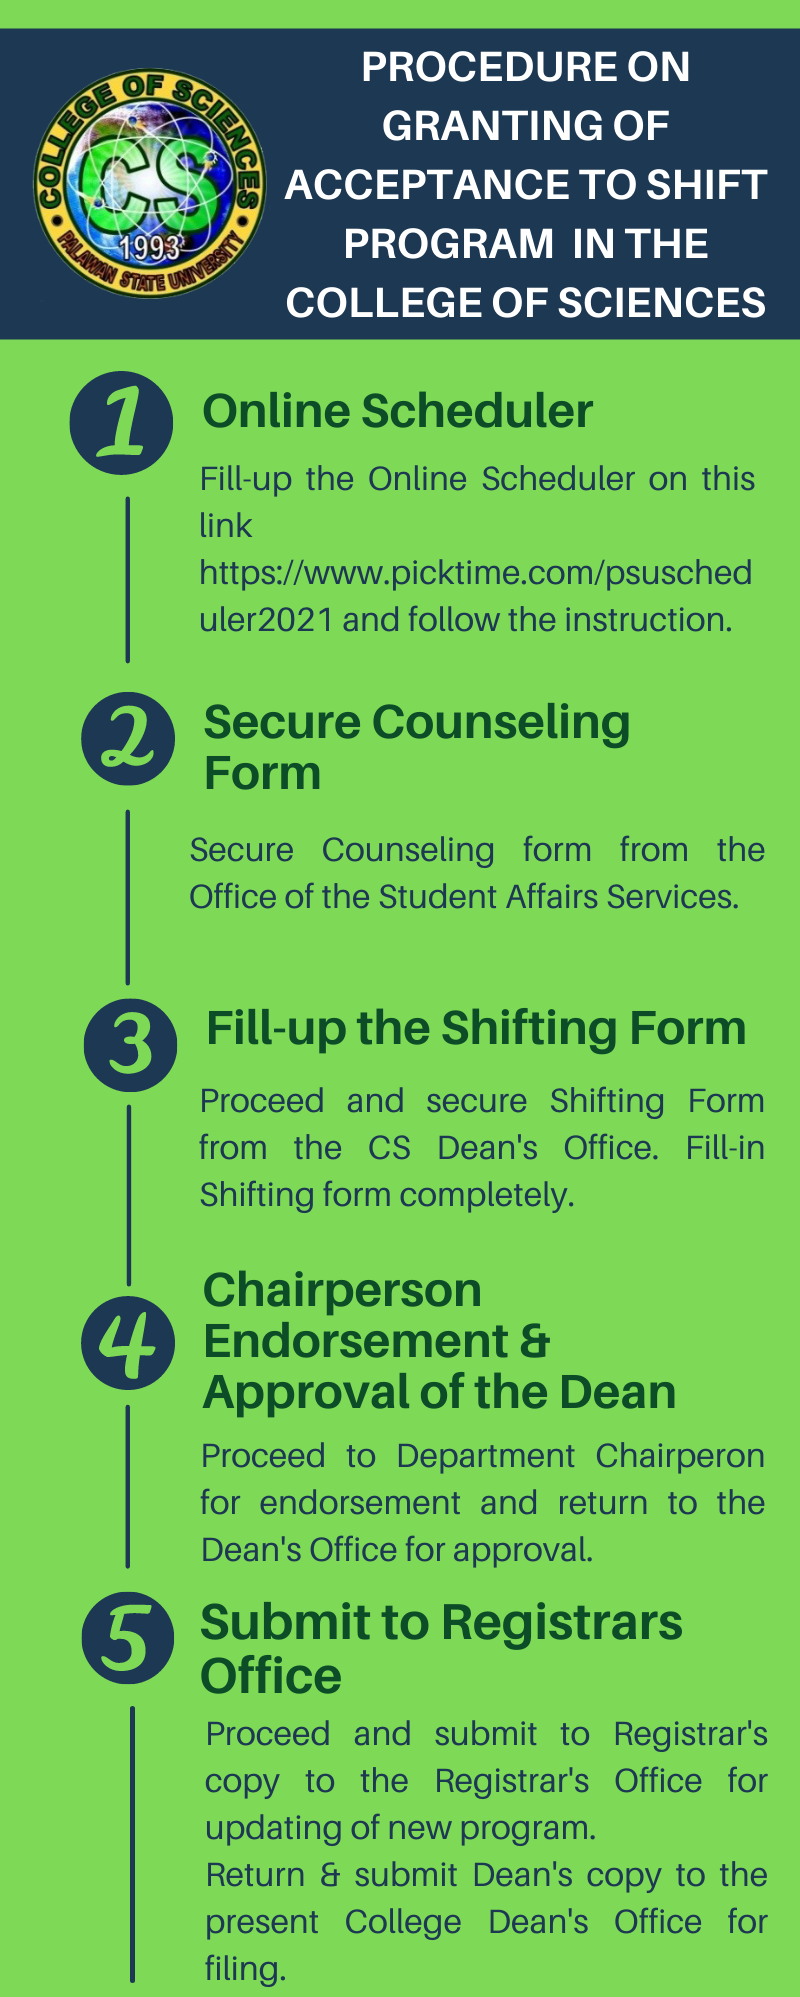 COLLEGE OF SCIENCES
CS
1993
PALAWAN STATE UNIVERSITY
PROCEDURE ON
GRANTING OF
ACCEPTANCE TO SHIFT
PROGRAM IN THE
COLLEGE OF SCIENCES
1
Online Scheduler
Fill-up the Online Scheduler on this
link
https://www.picktime.com/psusched
uler2021 and follow the instruction.
2
Secure Counseling
Form
Secure Counseling form from the
Office of the Student Affairs Services.
3
Fill-up the Shifting Form
Proceed and secure Shifting Form
from the CS Dean's Office. Fill-in
Shifting form completely.
4
Chairperson
Endorsement &
Approval of the Dean
Proceed to Department Chairperon
for endorsement and return to the
Dean's Office for approval.
5
Submit to Registrars
Office
Proceed and submit to Registrar's
copy to the Registrar's Office for
updating of new program.
Return & submit Dean's copy to the
present College Dean's Office for
filing.